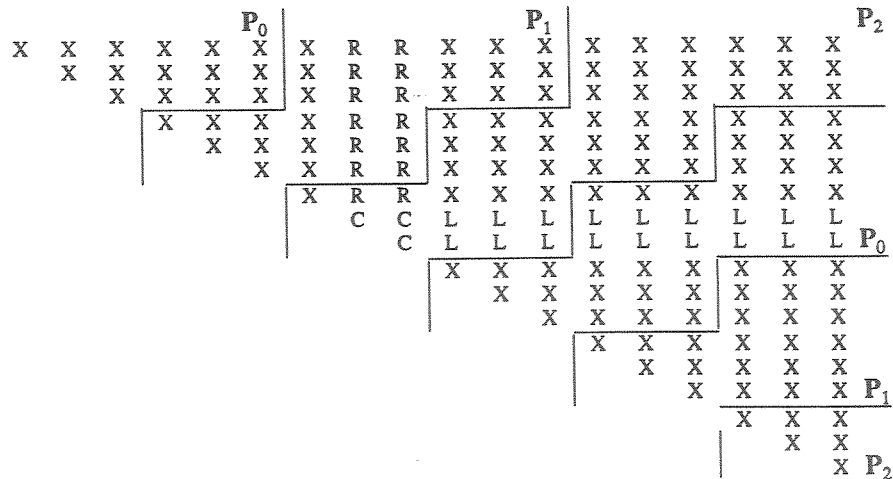 P₀ P₁ P₂
X X X X X X X R R X X X X X X X X X
X X X X X X R R X X X X X X X X X
X X X X X R R X X X X X X X X X
X X X X R R X X X X X X X X X
X X X R R X X X X X X X X X
X X R R X X X X X X X X X
X R R X X X X X X X X X
C C L L L L L L L L L
C L L L L L L L L L P₀
X X X X X X X X X
X X X X X X X X
X X X X X X X
X X X X X X
X X X X X
X X X X P₁
X X X
X X
X P₂